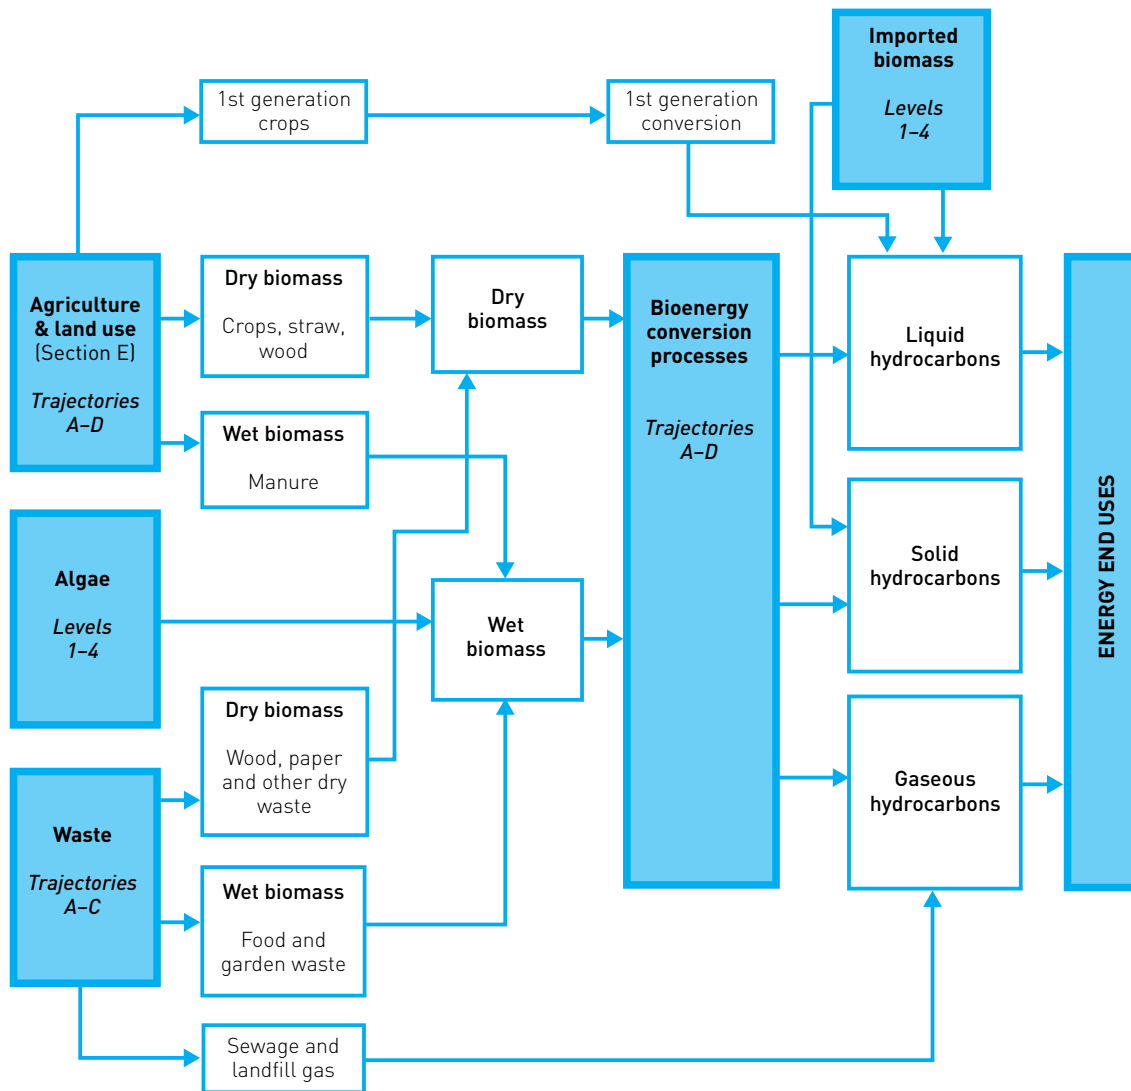 Imported
biomass
Levels
1–4
1st generation
crops
1st generation
conversion
Agriculture
& land use
(Section E)
Trajectories
A–D
Dry biomass
Crops, straw,
wood
Dry
biomass
Bioenergy
conversion
processes
Trajectories
A–D
Liquid
hydrocarbons
Wet biomass
Manure
Algae
Levels
1–4
Wet
biomass
Solid
hydrocarbons
ENERGY END USES
Dry biomass
Wood, paper
and other dry
waste
Gaseous
hydrocarbons
Waste
Trajectories
A–C
Wet biomass
Food and
garden waste
Sewage and
landfill gas